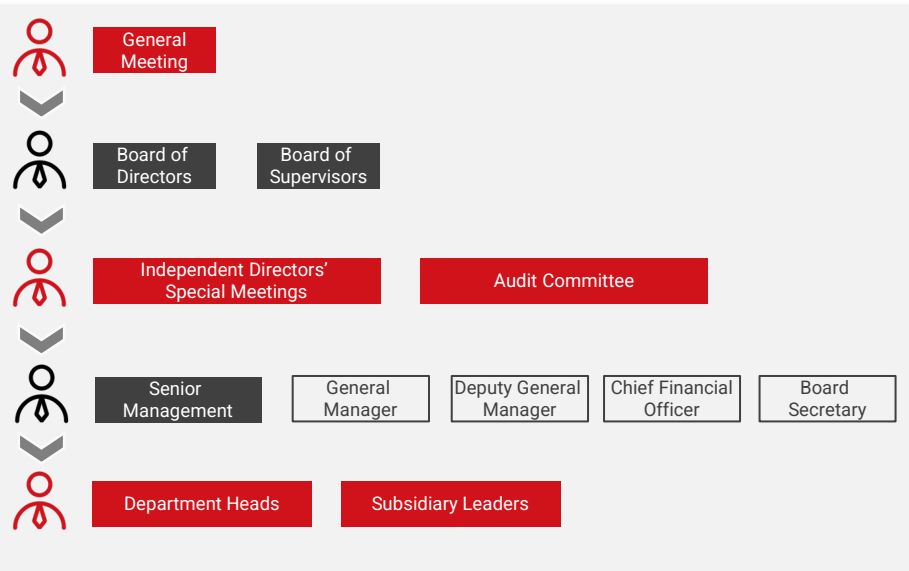 General
Meeting
Board of
Directors
Board of
Supervisors
Independent Directors’
Special Meetings
Audit Committee
Senior
Management
General
Manager
Deputy General
Manager
Chief Financial
Officer
Board
Secretary
Department Heads
Subsidiary Leaders